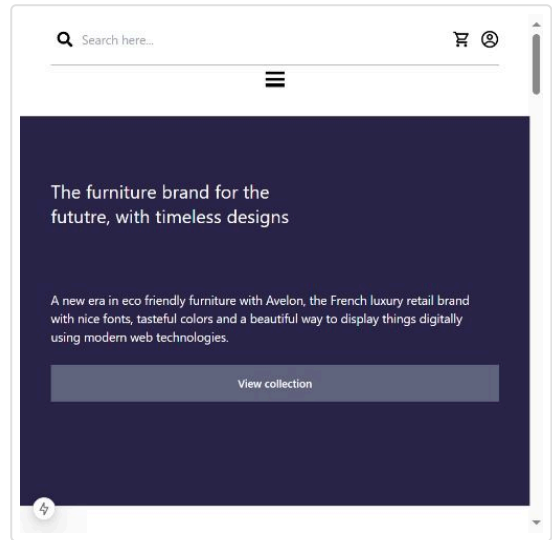 Search here...
The furniture brand for the
fututre, with timeless designs
A new era in eco friendly furniture with Avelon, the French luxury retail brand
with nice fonts, tasteful colors and a beautiful way to display things digitally
using modern web technologies.
View collection